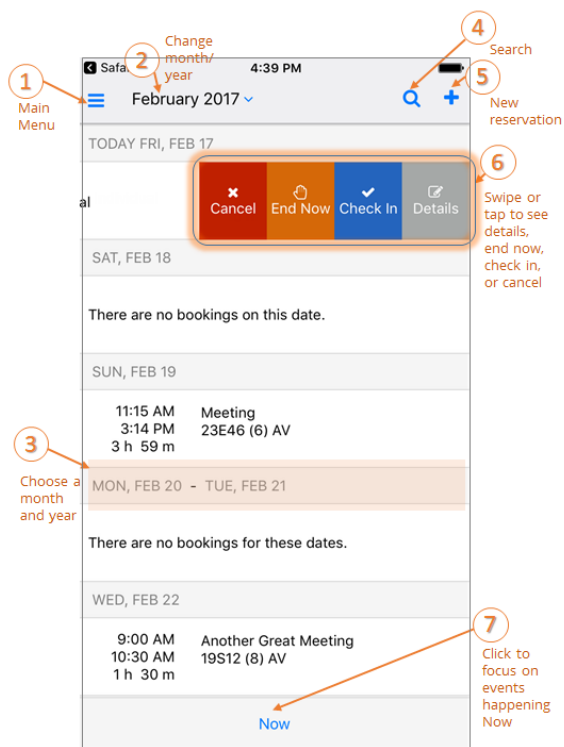 4
Change
month/
year
2
Search
Safa
4:39 PM
1
5
Main
Menu
February 2017
New
reservation
TODAY FRI, FEB 17
6
al
Cancel
End Now
Check In
Details
Swipe or
tap to see
details,
end now,
check in,
or cancel
SAT, FEB 18
There are no bookings on this date.
SUN, FEB 19
11:15 AM Meeting
3:14 PM 23E46 (6) AV
3 h 59 m
3
Choose a
month
and year
MON, FEB 20 - TUE, FEB 21
There are no bookings for these dates.
WED, FEB 22
9:00 AM Another Great Meeting
10:30 AM 19S12 (8) AV
1 h 30 m
7
Click to
focus on
events
happening
Now
Now